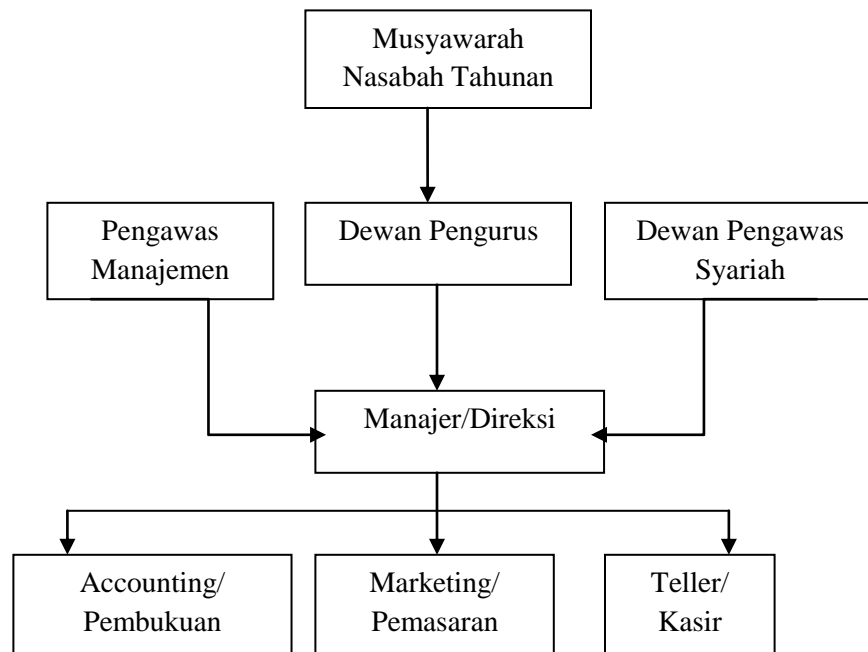 Musyawarah
Nasabah Tahunan
Pengawas
Manajemen
Dewan Pengurus
Dewan Pengawas
Syariah
Manajer/Direksi
Accounting/
Pembukuan
Marketing/
Pemasaran
Teller/
Kasir